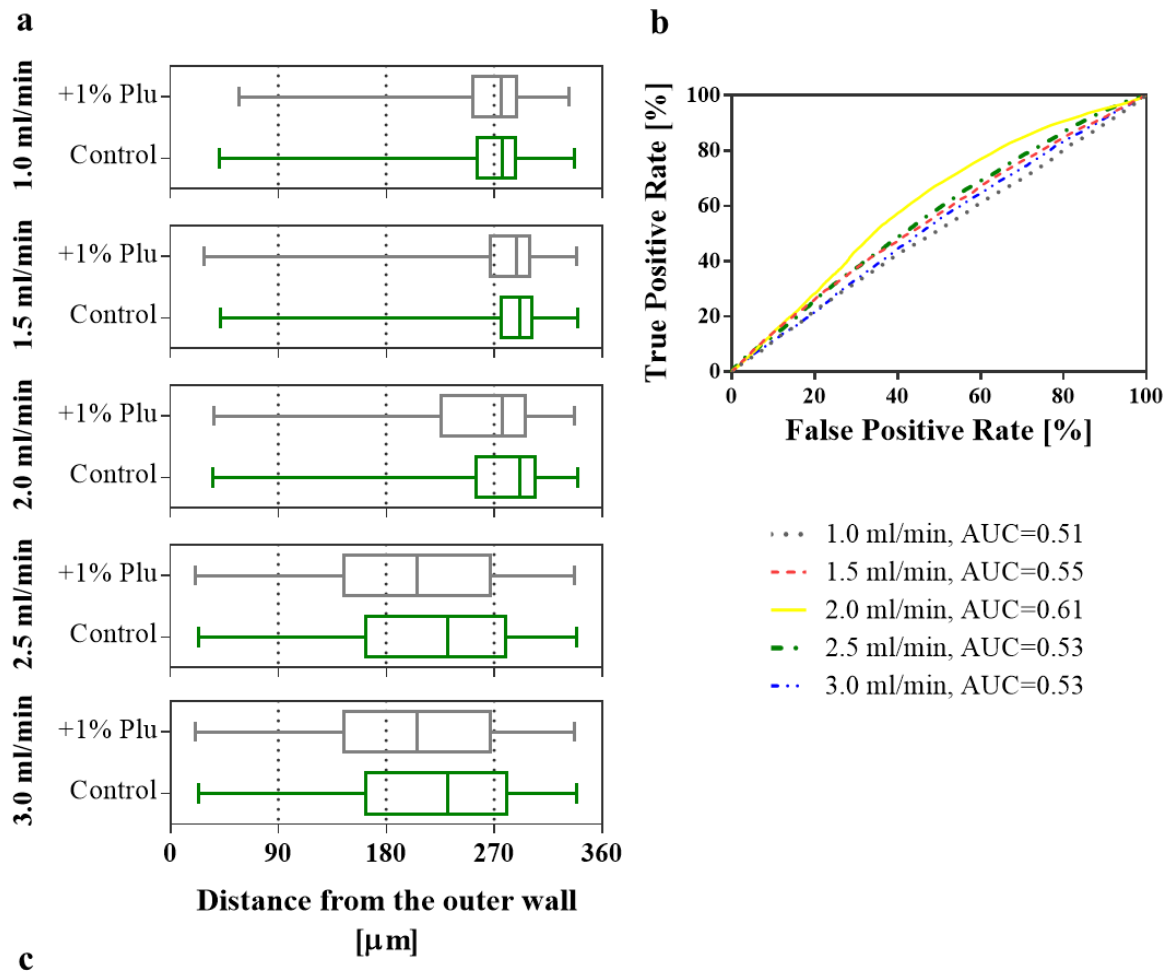 a
1.0 ml/min
+1% Plu
Control
1.5 ml/min
+1% Plu
Control
2.0 ml/min
+1% Plu
Control
2.5 ml/min
+1% Plu
Control
3.0 ml/min
+1% Plu
Control
0 90 180 270 360
Distance from the outer wall
[µm]
b
True Positive Rate [%]
100
80
60
40
20
0
0 20 40 60 80 100
False Positive Rate [%]
1.0 ml/min, AUC=0.51
1.5 ml/min, AUC=0.55
2.0 ml/min, AUC=0.61
2.5 ml/min, AUC=0.53
3.0 ml/min, AUC=0.53
c